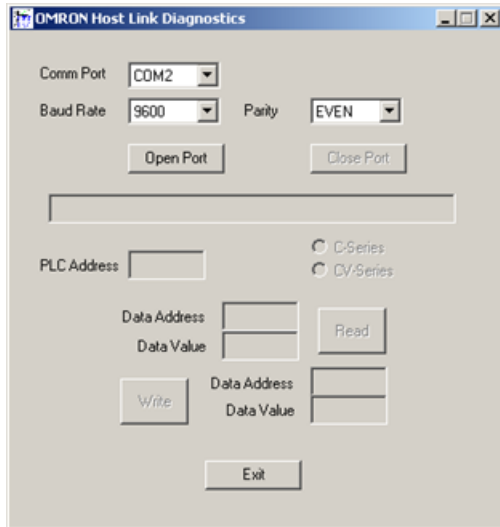 OMRON Host Link Diagnostics
Comm Port COM2
Baud Rate 9600 Parity EVEN
Open Port Close Port
PLC Address C-Series
CV-Series
Data Address
Data Value Read
Write Data Address
Data Value
Exit